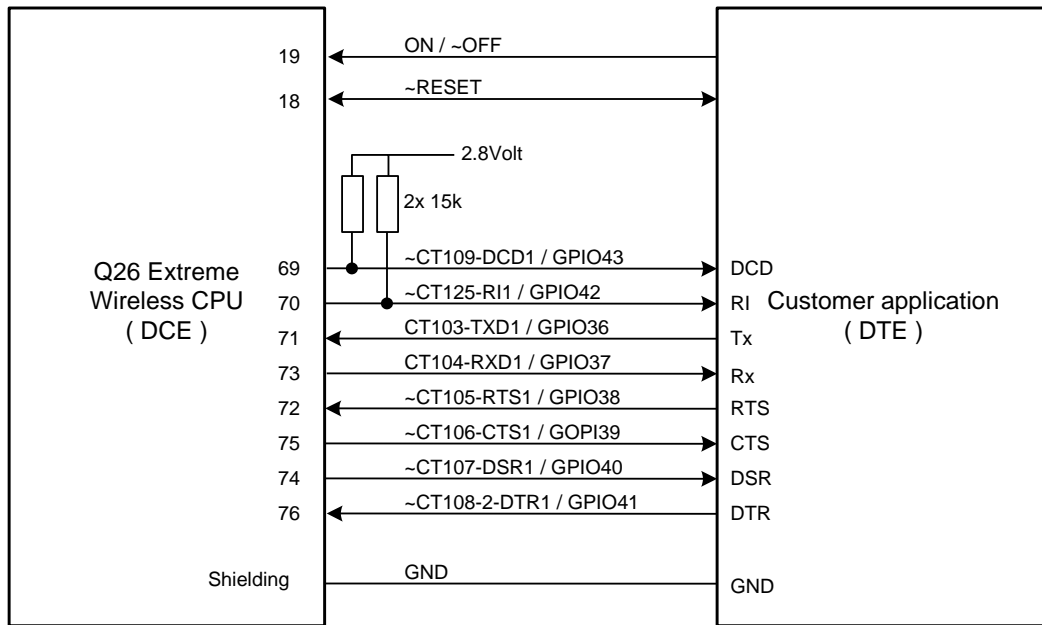 ON / ~OFF
19
~RESET
18
2.8Volt
2x 15k
Q26 Extreme
Wireless CPU
( DCE )
69
~CT109-DCD1 / GPIO43
DCD
70
~CT125-RI1 / GPIO42
RI
Customer application
( DTE )
71
CT103-TXD1 / GPIO36
Tx
73
CT104-RXD1 / GPIO37
Rx
72
~CT105-RTS1 / GPIO38
RTS
75
~CT106-CTS1 / GOPI39
CTS
74
~CT107-DSR1 / GPIO40
DSR
76
~CT108-2-DTR1 / GPIO41
DTR
Shielding
GND
GND